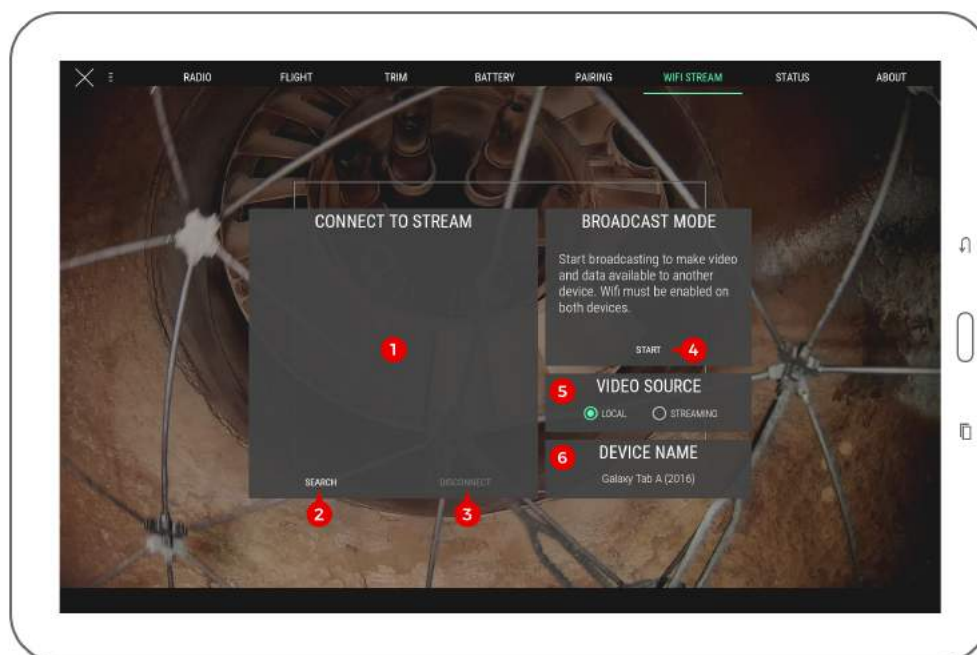 RADIO FLIGHT TRIM BATTERY PAIRING WIFI STREAM STATUS ABOUT
CONNECT TO STREAM
1
SEARCH
2
DISCONNECT
3
BROADCAST MODE
Start broadcasting to make video
and data available to another
device. Wifi must be enabled on
both devices.
START 4
5 VIDEO SOURCE
LOCAL STREAMING
6 DEVICE NAME
Galaxy Tab A (2016)